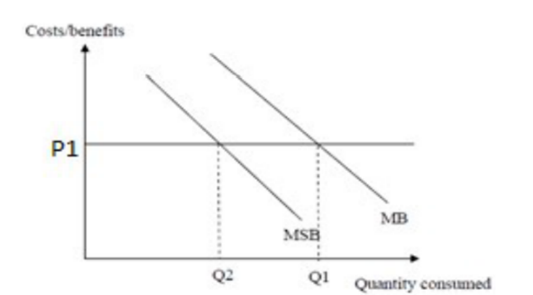 Costs/benefits
P1
MSB
MB
Q2
Q1
Quantity consumed